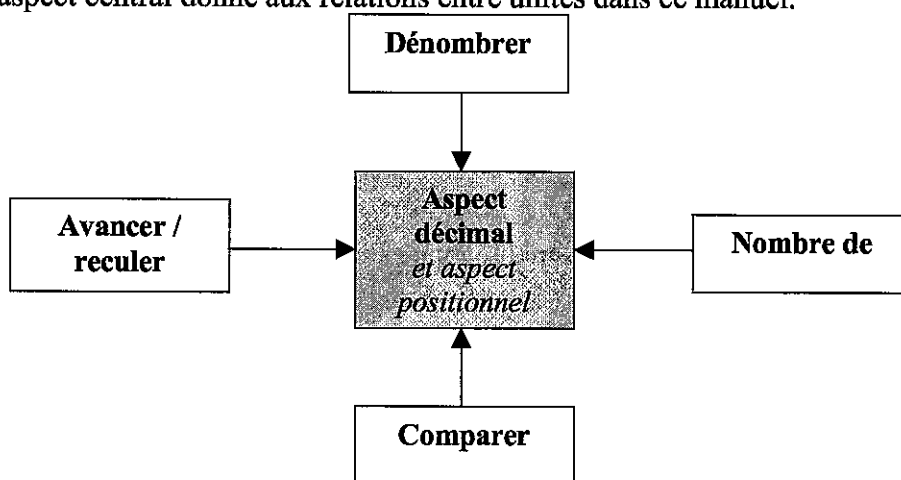 aspect central donné aux relations entre unités dans ce manuel.
Dénombrer
Avancer /
reculer
Aspect
décimal
et aspect
positionnel
Nombre de
Comparer